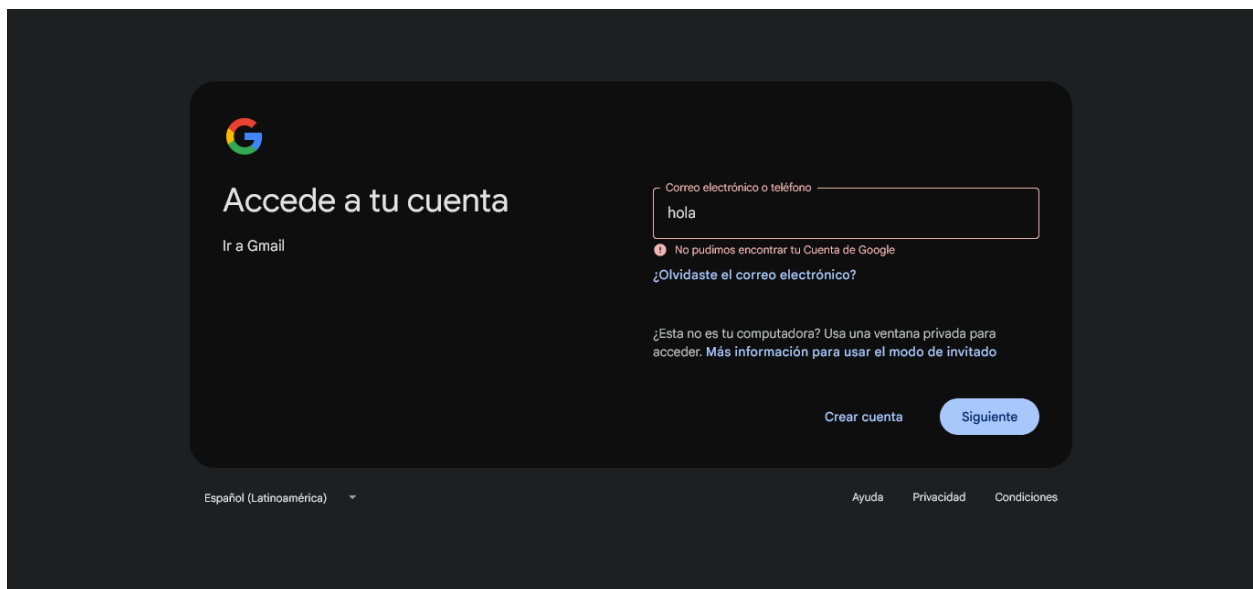 Accede a tu cuenta
Ir a Gmail
Correo electrónico o teléfono
hola
No pudimos encontrar tu Cuenta de Google
¿Olvidaste el correo electrónico?
¿Esta no es tu computadora? Usa una ventana privada para
acceder. Más información para usar el modo de invitado
Crear cuenta
Siguiente
Español (Latinoamérica)
Ayuda
Privacidad
Condiciones